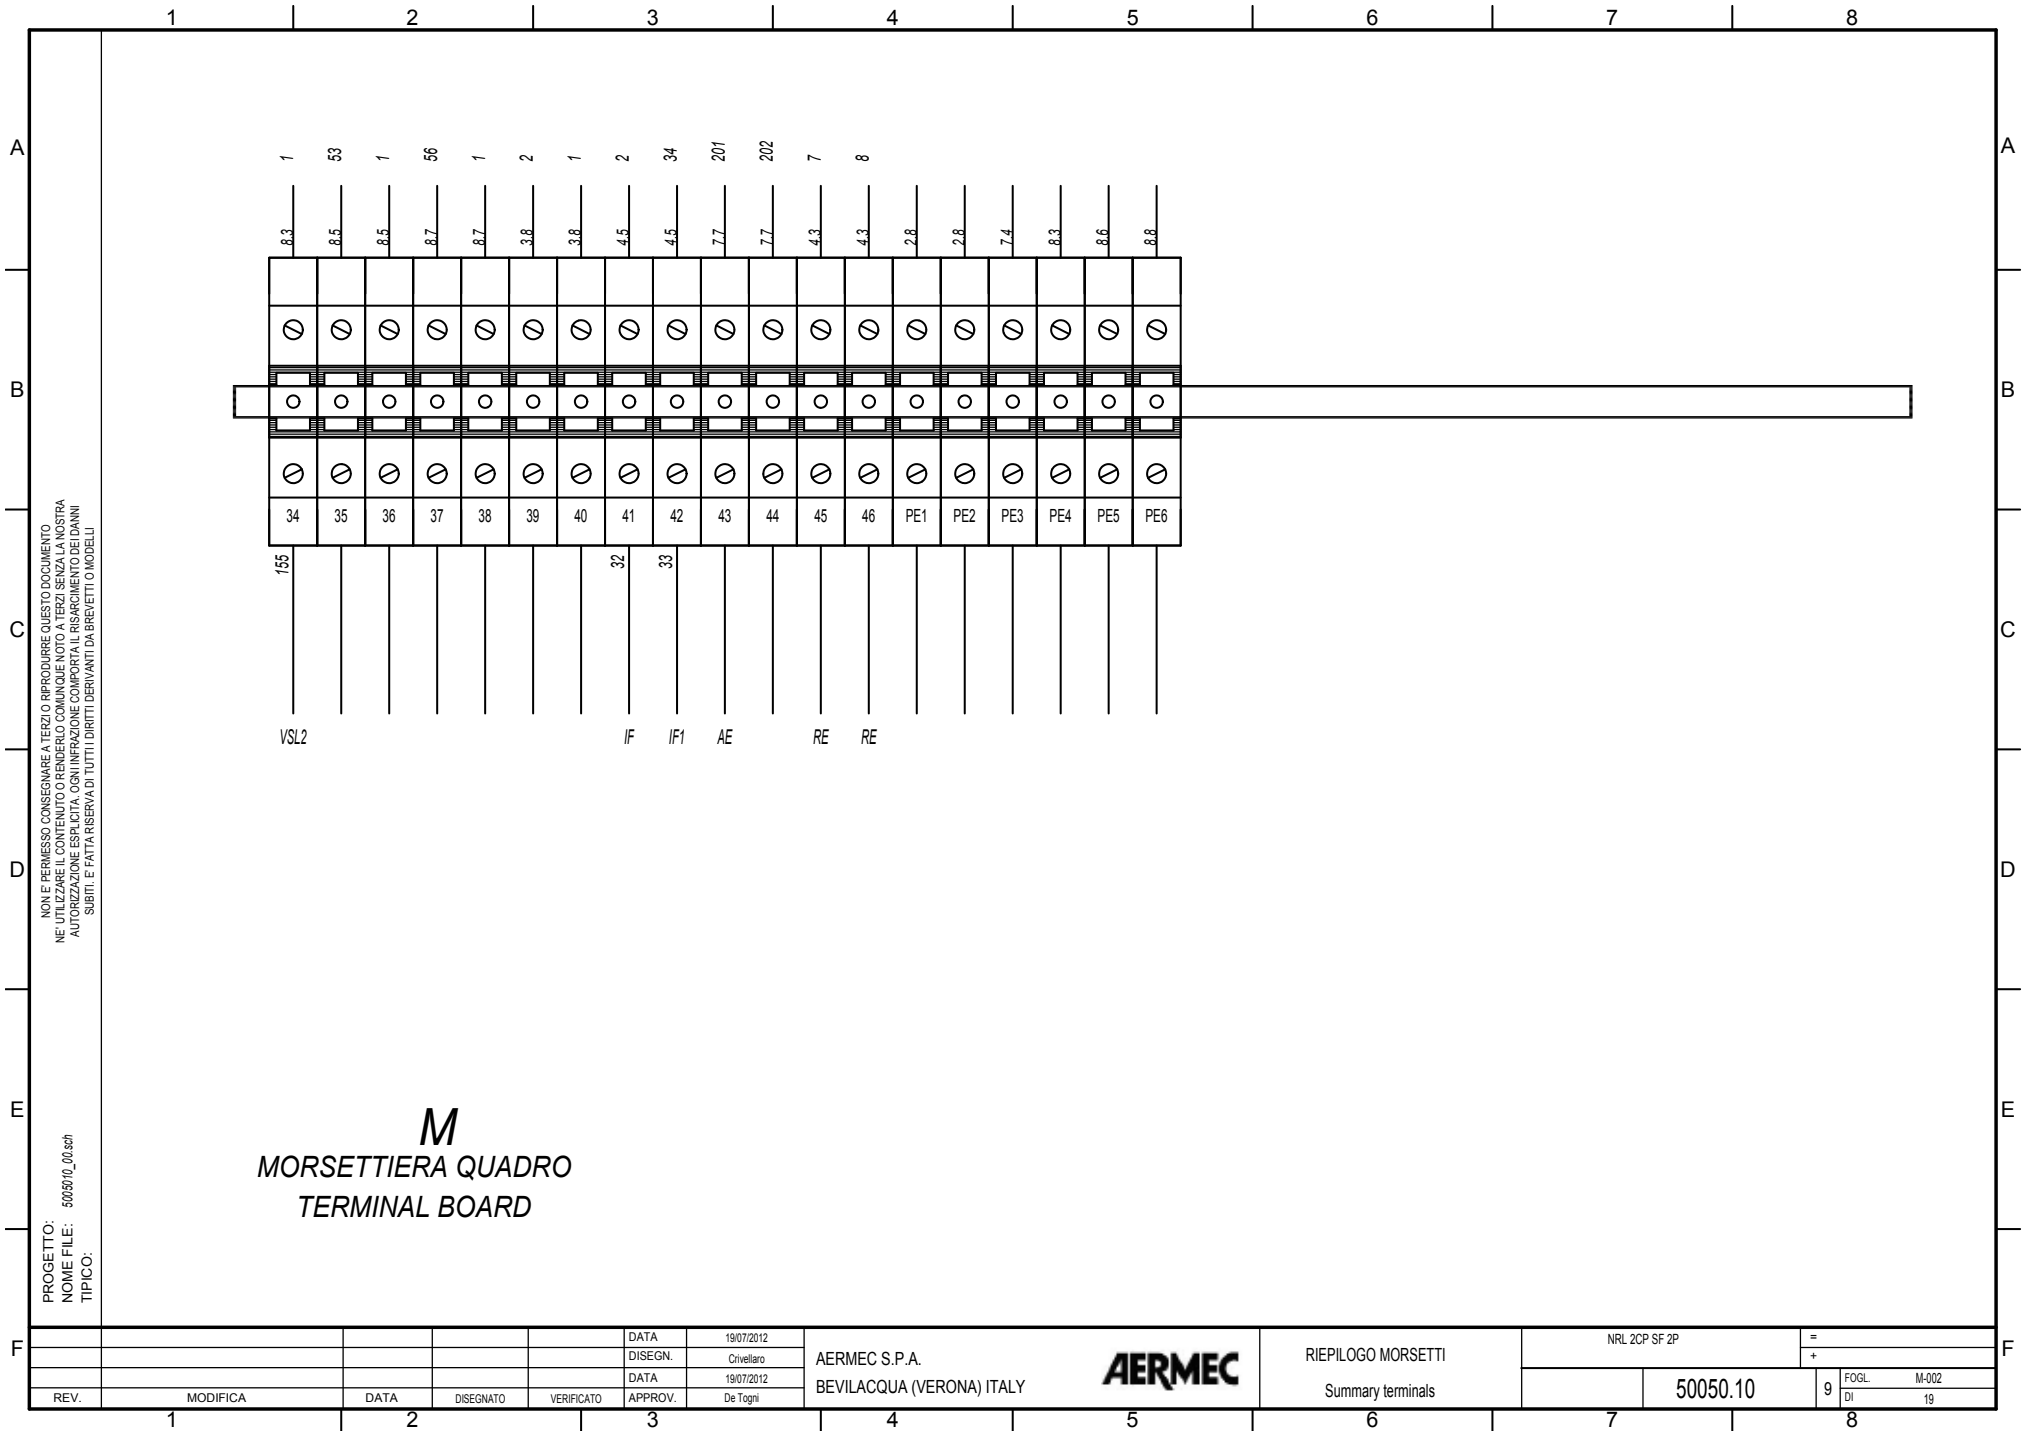 1 2 3 4 5 6 7 8
A A
1 53 1 56 1 2 1 2 34 201 202 7 8
8.3 8.5 8.5 8.7 8.7 3.8 3.8 4.5 4.5 7.7 7.7 4.3 4.3 2.8 2.8 7.4 8.3 8.6 8.8
B B
34 35 36 37 38 39 40 41 42 43 44 45 46 PE1 PE2 PE3 PE4 PE5 PE6
155 32 33
C C
VSL2 IF IF1 AE RE RE
D D
NON E' PERMESSO CONSEGNARE A TERZI O RIPRODURRE QUESTO DOCUMENTO
NE' UTILIZZARE IL CONTENUTO O RENDERLO COMUNQUE NOTO A TERZI SENZA LA NOSTRA
AUTORIZZAZIONE ESPLICITA. OGNI INFRAZIONE COMPORTA IL RISARCIMENTO DEI DANNI
SUBITI. E' FATTA RISERVA DI TUTTI I DIRITTI DERIVANTI DA BREVETTI O MODELLI
E E
M
MORSETTIERA QUADRO
TERMINAL BOARD
PROGETTO:
NOME FILE: 5005010_00.sch
TIPICO:
F F
DATA 19/07/2012
DISEGN. Crivellaro
DATA 19/07/2012
REV. MODIFICA DATA DISEGNATO VERIFICATO APPROV. De Togni
AERMEC S.P.A.
BEVILACQUA (VERONA) ITALY
AERMEC
RIEPILOGO MORSETTI
Summary terminals
NRL 2CP SF 2P
=
+
50050.10
9
FOGL. M-002
DI 19
1 2 3 4 5 6 7 8